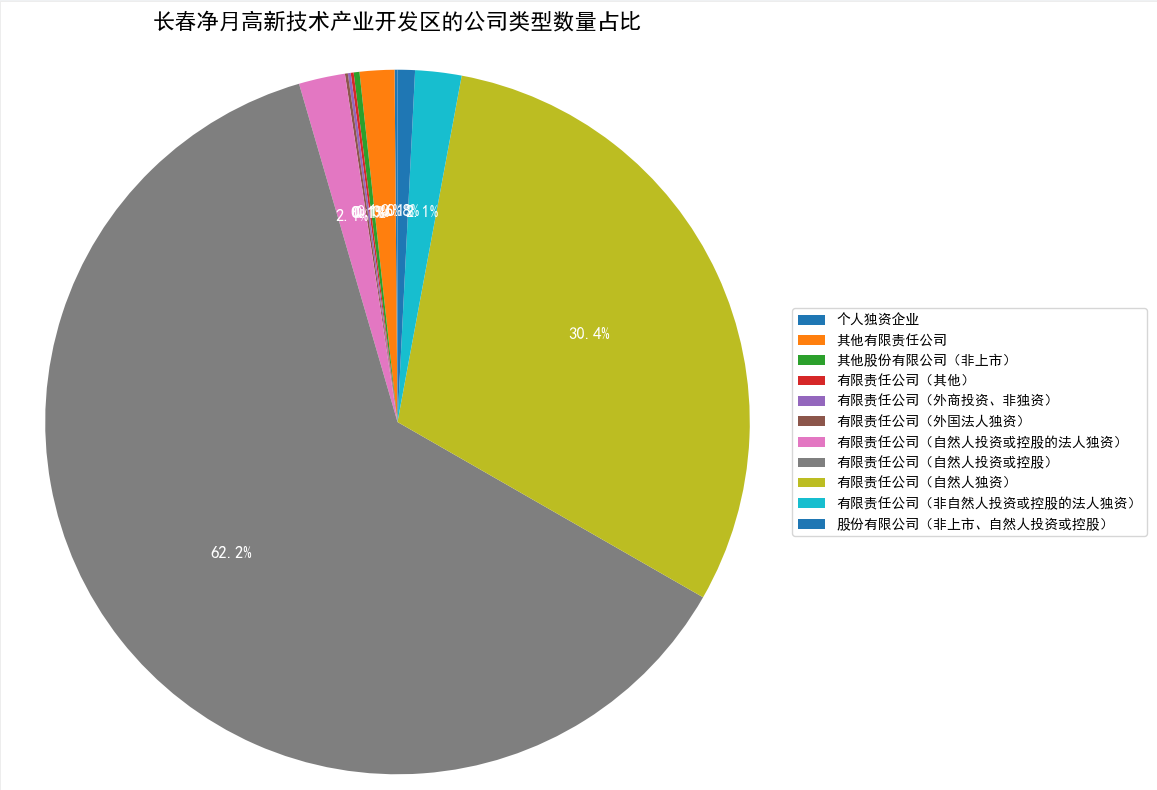 长春净月高新技术产业开发区的公司类型数量占比
2.1%
2.1%
30.4%
62.2%
个人独资企业
其他有限责任公司
其他股份有限公司（非上市）
有限责任公司（其他）
有限责任公司（外商投资、非独资）
有限责任公司（外国法人独资）
有限责任公司（自然人投资或控股的法人独资）
有限责任公司（自然人投资或控股）
有限责任公司（自然人独资）
有限责任公司（非自然人投资或控股的法人独资）
股份有限公司（非上市、自然人投资或控股）